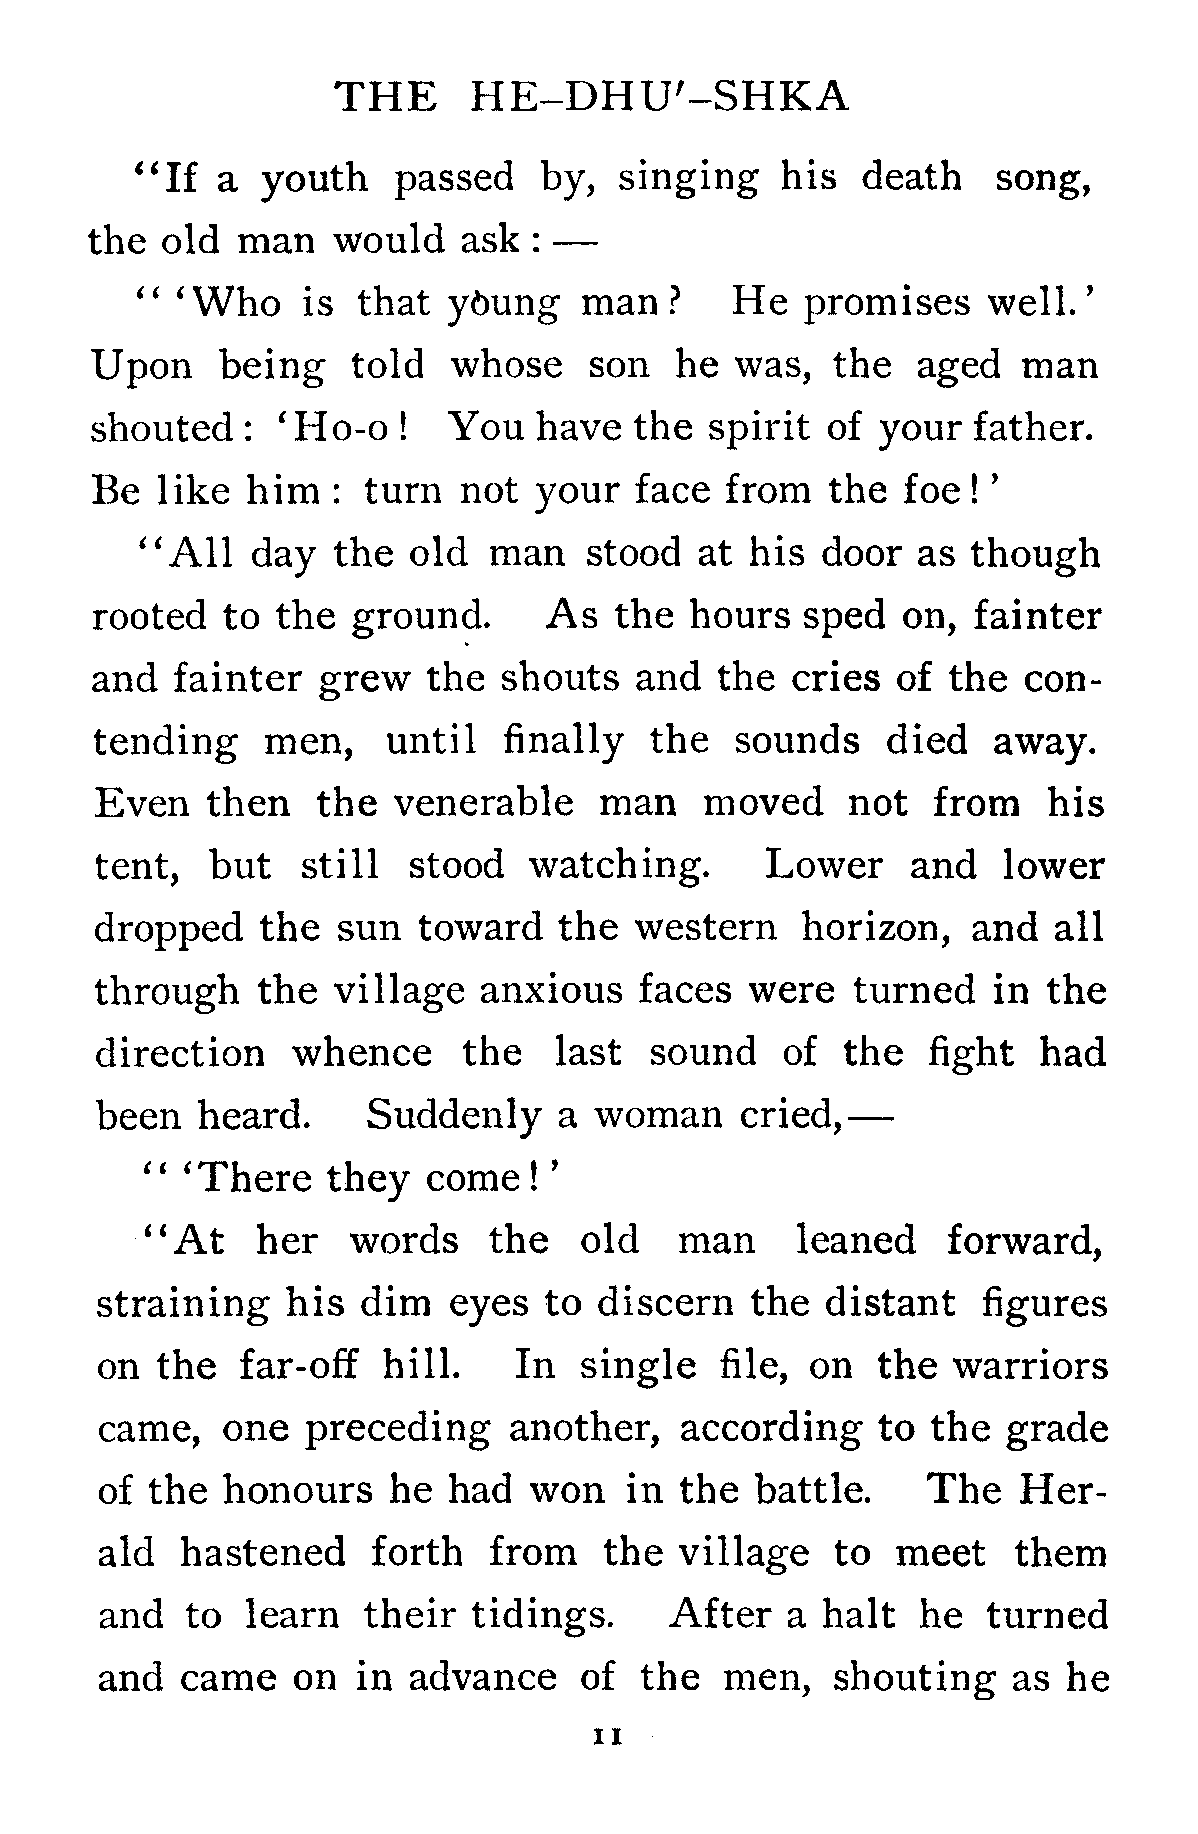 THE HE–DHU′–SHKA
“If a youth passed by, singing his death song,
the old man would ask : —
“ ‘Who is that young man ? He promises well.’
Upon being told whose son he was, the aged man
shouted : ‘Ho-o ! You have the spirit of your father.
Be like him : turn not your face from the foe ! ’
“All day the old man stood at his door as though
rooted to the ground. As the hours sped on, fainter
and fainter grew the shouts and the cries of the con-
tending men, until finally the sounds died away.
Even then the venerable man moved not from his
tent, but still stood watching. Lower and lower
dropped the sun toward the western horizon, and all
through the village anxious faces were turned in the
direction whence the last sound of the fight had
been heard. Suddenly a woman cried,—
“ ‘There they come ! ’
“At her words the old man leaned forward,
straining his dim eyes to discern the distant figures
on the far-off hill. In single file, on the warriors
came, one preceding another, according to the grade
of the honours he had won in the battle. The Her-
ald hastened forth from the village to meet them
and to learn their tidings. After a halt he turned
and came on in advance of the men, shouting as he
11